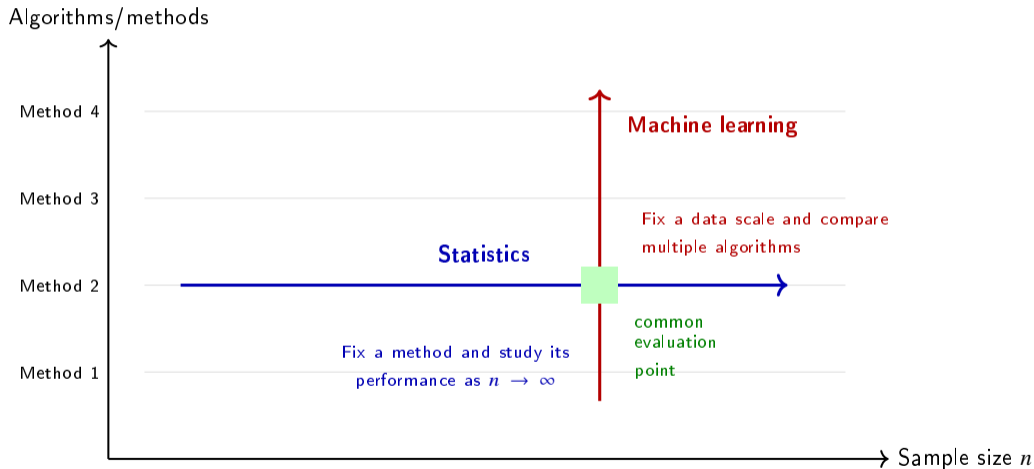 Algorithms/methods
Method 4
Machine learning
Method 3
Fix a data scale and compare
multiple algorithms
Statistics
Method 2
common
evaluation
point
Fix a method and study its
performance as n → ∞
Method 1
Sample size n